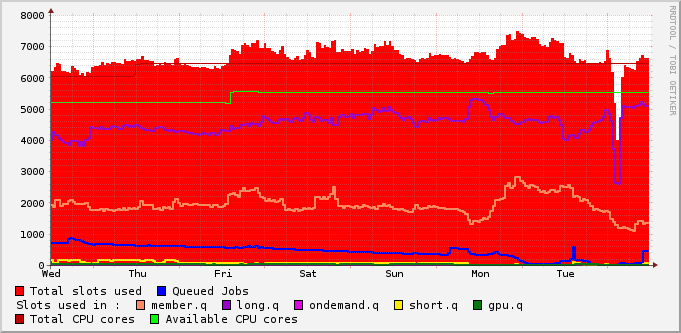 8000
7000
6000
5000
4000
3000
2000
1000
0
Wed Thu Fri Sat Sun Mon Tue
Total slots used Queued Jobs
Slots used in : member.q long.q ondemand.q short.q gpu.q
Total CPU cores Available CPU cores
RRDTOOL / TOBI OETIKER